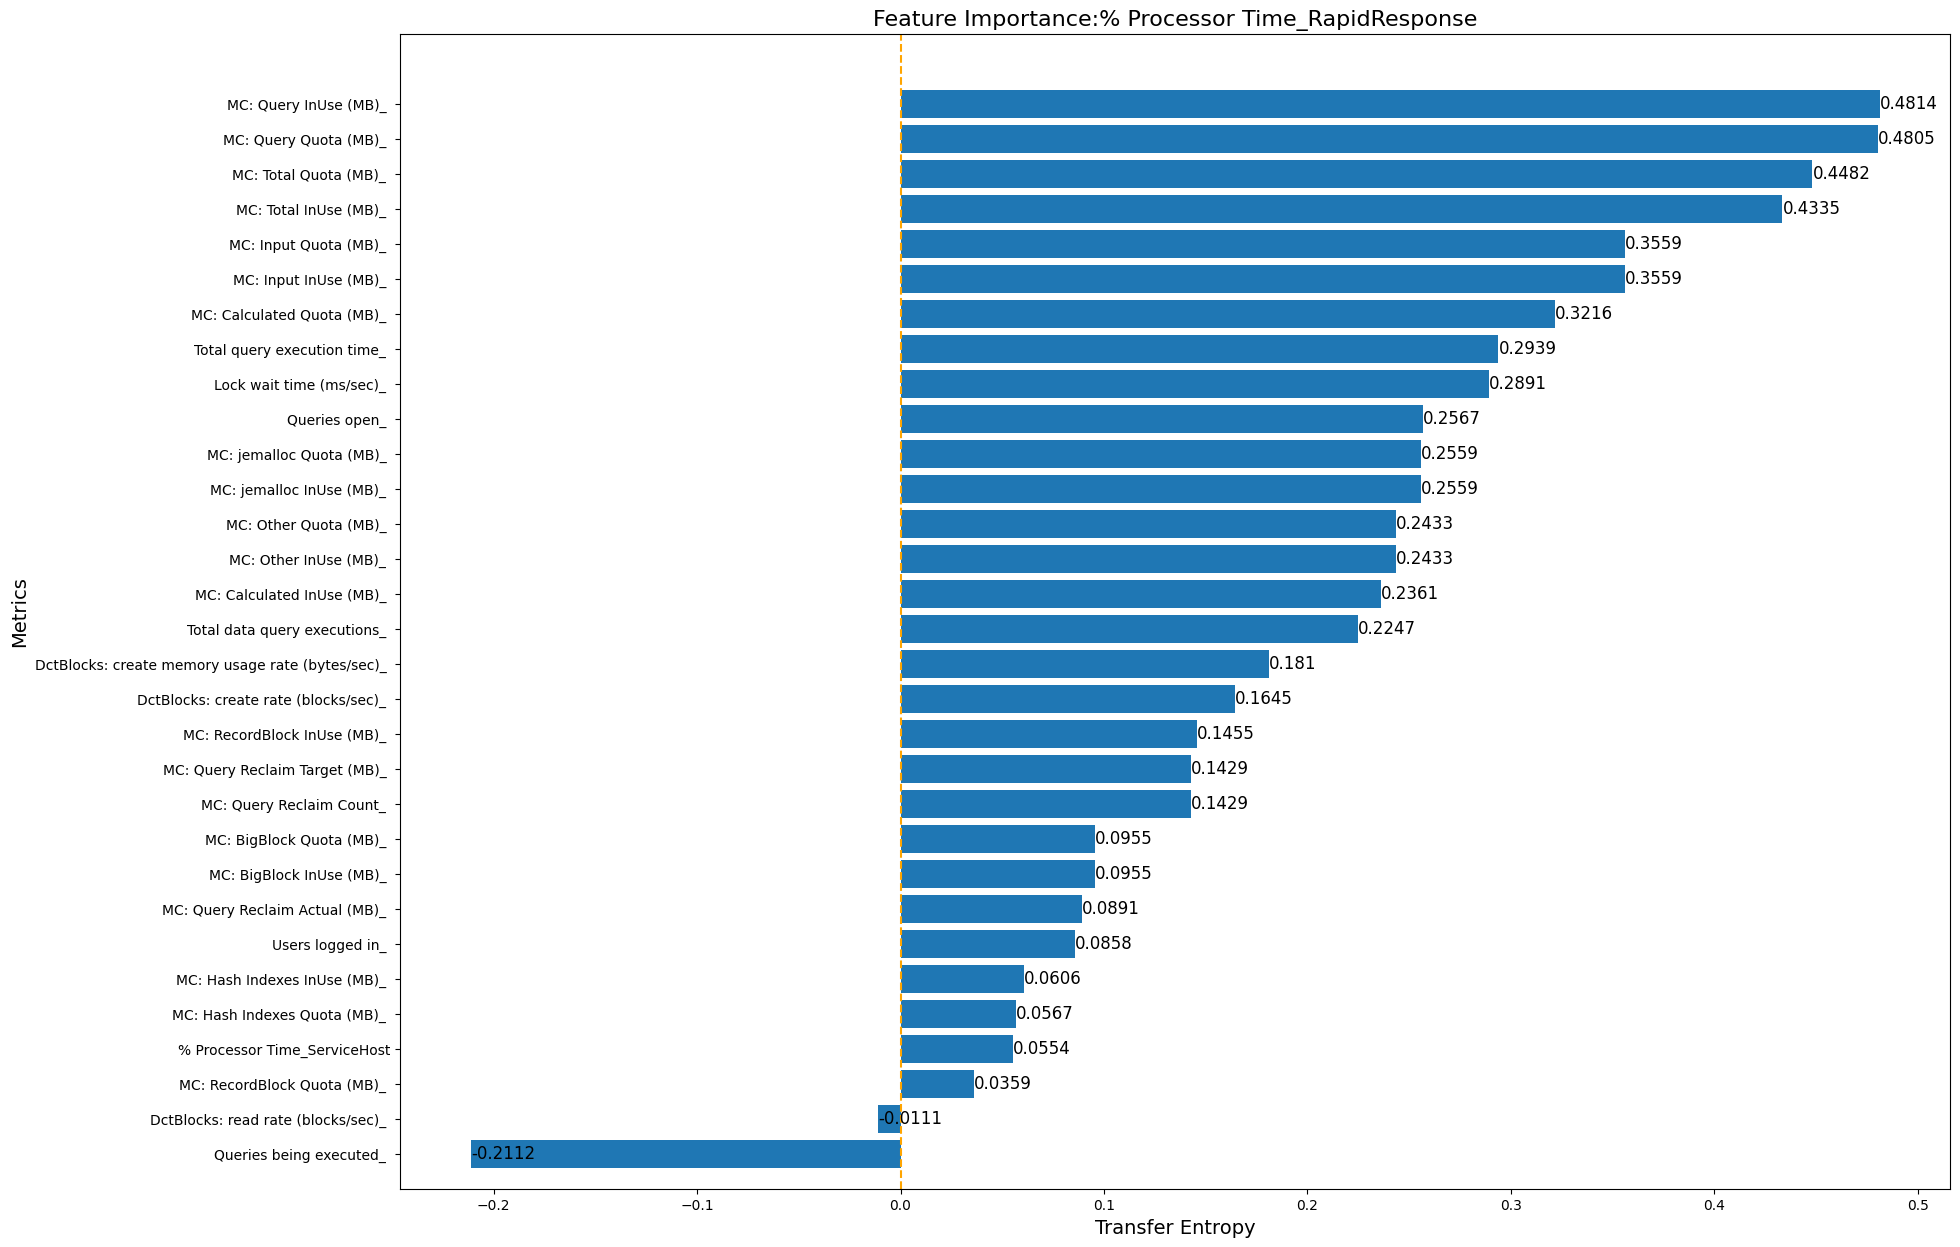 Feature Importance:% Processor Time_RapidResponse
Metrics
MC: Query InUse (MB)_ 0.4814
MC: Query Quota (MB)_ 0.4805
MC: Total Quota (MB)_ 0.4482
MC: Total InUse (MB)_ 0.4335
MC: Input Quota (MB)_ 0.3559
MC: Input InUse (MB)_ 0.3559
MC: Calculated Quota (MB)_ 0.3216
Total query execution time_ 0.2939
Lock wait time (ms/sec)_ 0.2891
Queries open_ 0.2567
MC: jemalloc Quota (MB)_ 0.2559
MC: jemalloc InUse (MB)_ 0.2559
MC: Other Quota (MB)_ 0.2433
MC: Other InUse (MB)_ 0.2433
MC: Calculated InUse (MB)_ 0.2361
Total data query executions_ 0.2247
DctBlocks: create memory usage rate (bytes/sec)_ 0.181
DctBlocks: create rate (blocks/sec)_ 0.1645
MC: RecordBlock InUse (MB)_ 0.1455
MC: Query Reclaim Target (MB)_ 0.1429
MC: Query Reclaim Count_ 0.1429
MC: BigBlock Quota (MB)_ 0.0955
MC: BigBlock InUse (MB)_ 0.0955
MC: Query Reclaim Actual (MB)_ 0.0891
Users logged in_ 0.0858
MC: Hash Indexes InUse (MB)_ 0.0606
MC: Hash Indexes Quota (MB)_ 0.0567
% Processor Time_ServiceHost 0.0554
MC: RecordBlock Quota (MB)_ 0.0359
DctBlocks: read rate (blocks/sec)_ -0.0111
Queries being executed_ -0.2112
−0.2 −0.1 0.0 0.1 0.2 0.3 0.4 0.5
Transfer Entropy